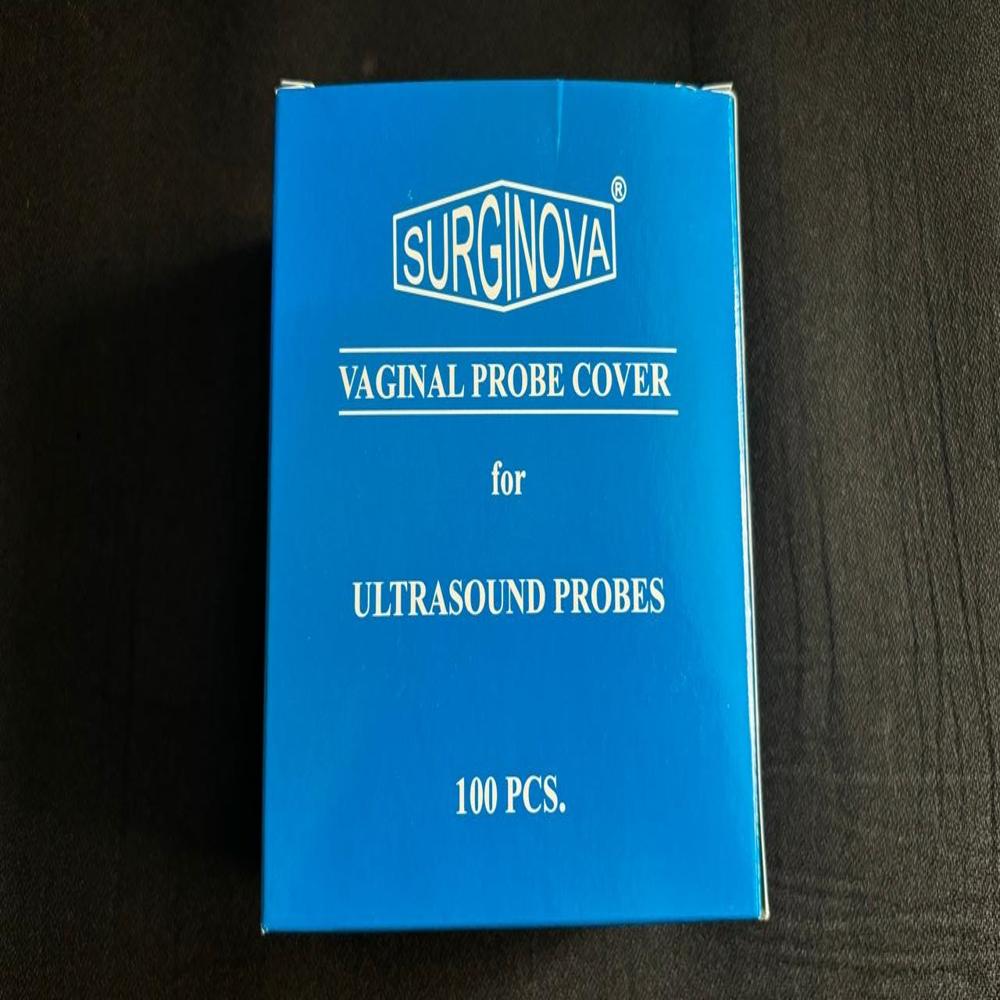 SURGINOVA®
VAGINAL PROBE COVER
for
ULTRASOUND PROBES
100 PCS.